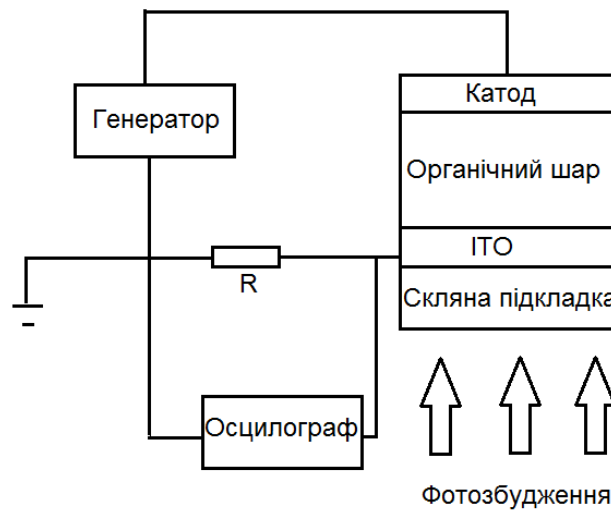 Генератор
Катод
Органічний шар
ITO
R
Скляна підкладка
Осцилограф
Фотозбудження